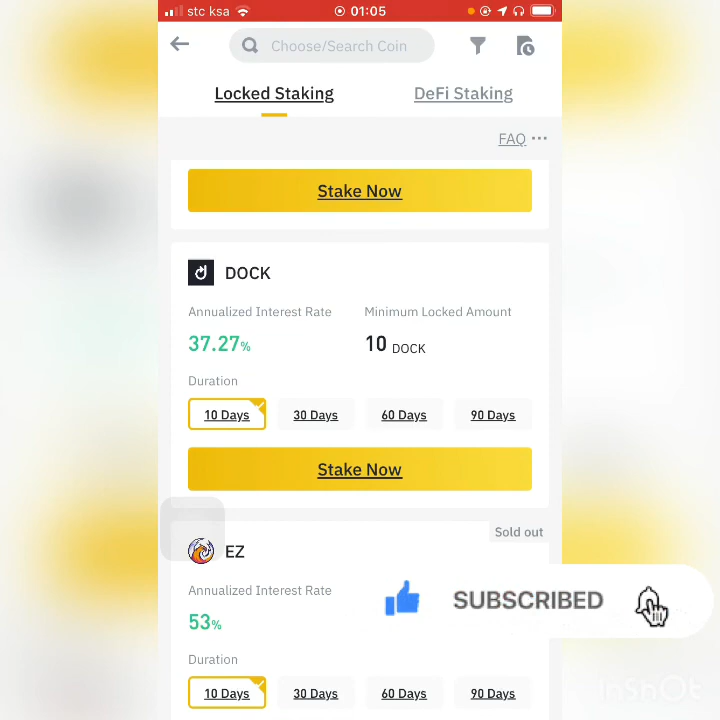 stc ksa 01:05
Choose/Search Coin
Locked Staking DeFi Staking
FAQ ···
Stake Now
DOCK
Annualized Interest Rate Minimum Locked Amount
37.27% 10 DOCK
Duration
10 Days 30 Days 60 Days 90 Days
Stake Now
Sold out
EZ
Annualized Interest Rate
SUBSCRIBED
53%
Duration
10 Days 30 Days 60 Days 90 Days
InShOt